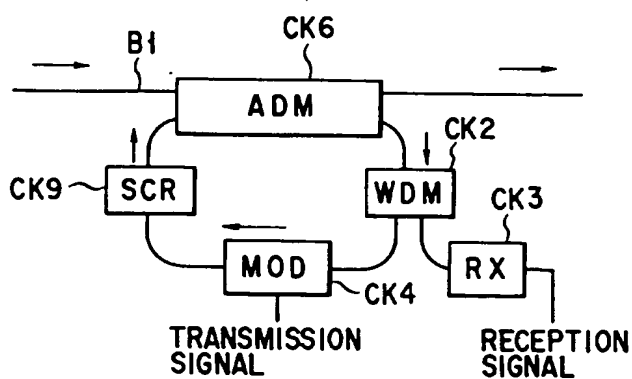 CK6
B1
ADM
CK2
CK9
SCR
WDM
CK3
MOD
RX
CK4
TRANSMISSION
SIGNAL
RECEPTION
SIGNAL